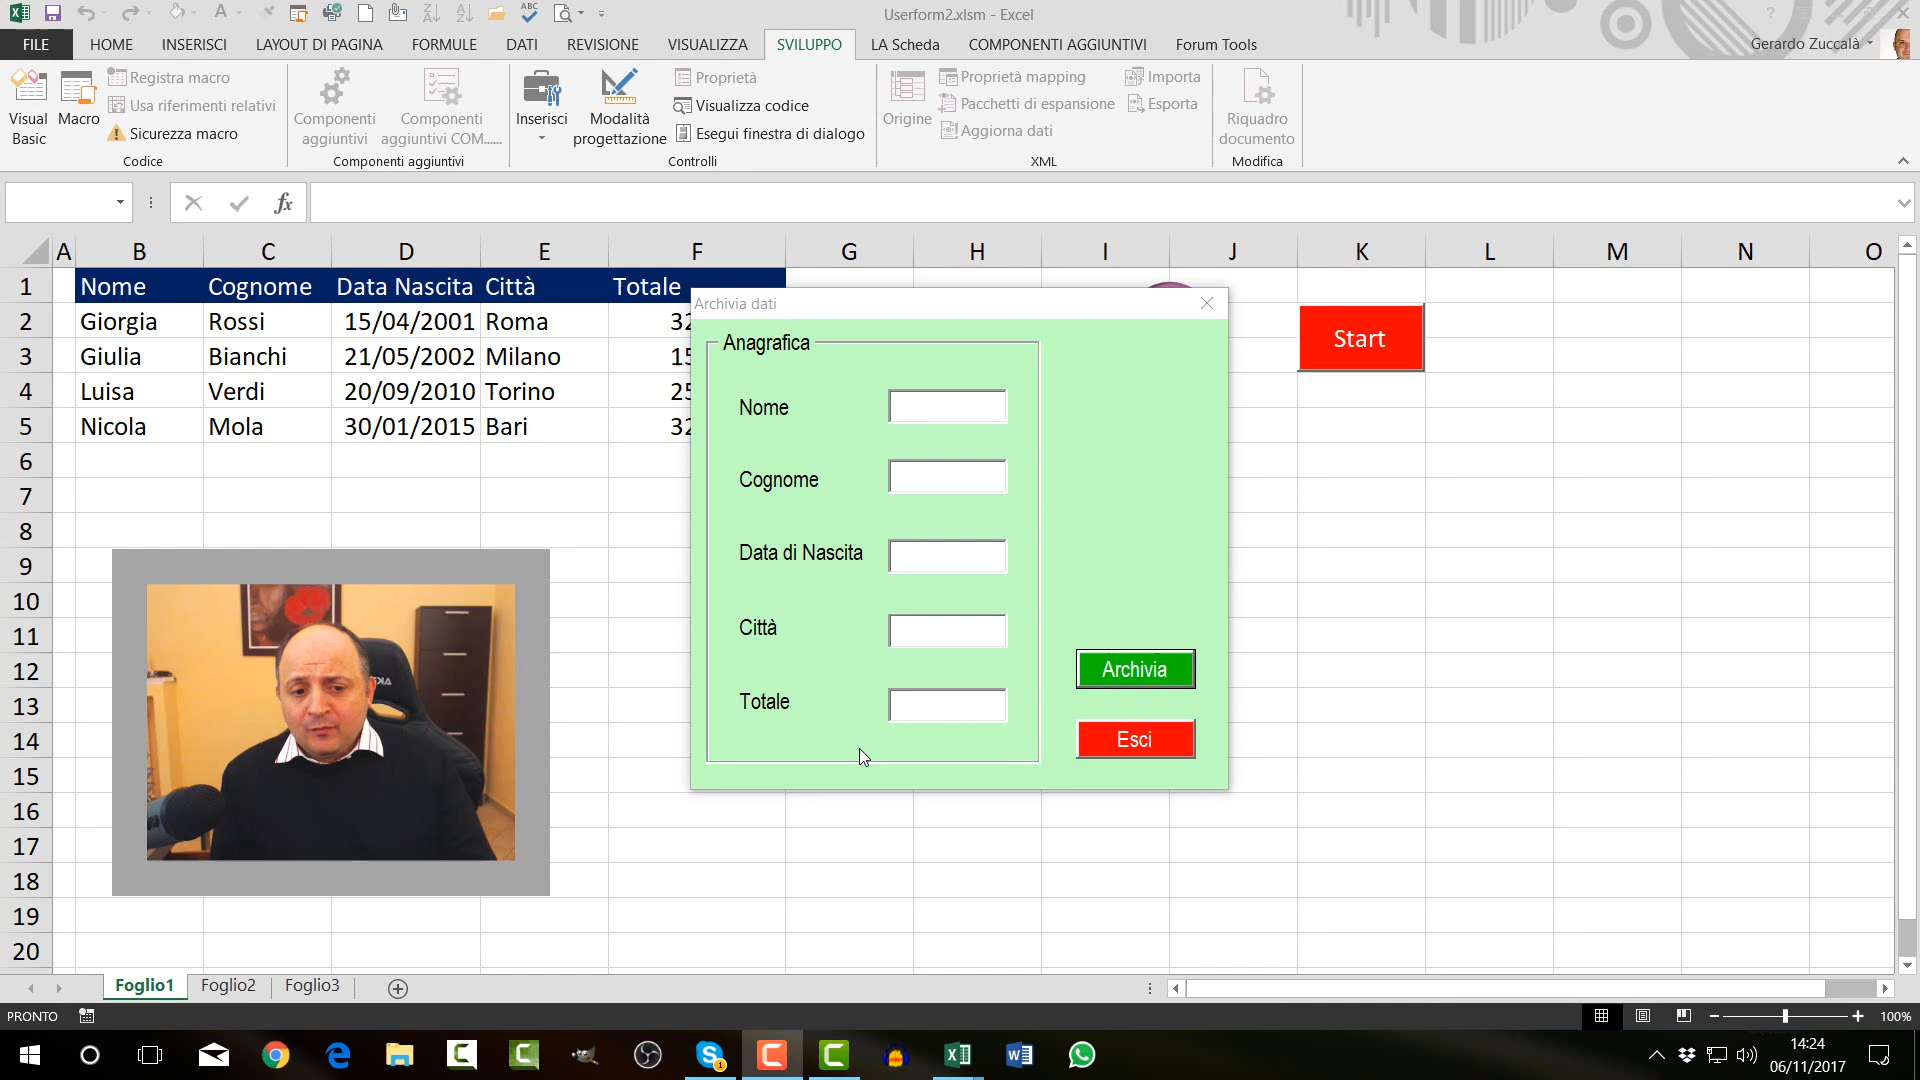 Userform2.xlsm - Excel
FILE HOME INSERISCI LAYOUT DI PAGINA FORMULE DATI REVISIONE VISUALIZZA SVILUPPO LA Scheda COMPONENTI AGGIUNTIVI Forum Tools Gerardo Zuccalà
Visual Basic
Macro
Registra macro
Usa riferimenti relativi
Sicurezza macro
Codice
Componenti aggiuntivi
Componenti aggiuntivi COM......
Componenti aggiuntivi
Inserisci
Modalità progettazione
Proprietà
Visualizza codice
Esegui finestra di dialogo
Controlli
Origine
Proprietà mapping
Pacchetti di espansione
Aggiorna dati
Importa
Esporta
XML
Riquadro documento
Modifica
fx
A B C D E F G H I J K L M N O
1 Nome Cognome Data Nascita Città Totale
2 Giorgia Rossi 15/04/2001 Roma 32
3 Giulia Bianchi 21/05/2002 Milano 15
4 Luisa Verdi 20/09/2010 Torino 25
5 Nicola Mola 30/01/2015 Bari 32
6
7
8
9
10
11
12
13
14
15
16
17
18
19
20
Start
Archivia dati
Anagrafica
Nome
Cognome
Data di Nascita
Città
Totale
Archivia
Esci
Foglio1 Foglio2 Foglio3
PRONTO
100%
14:24
06/11/2017